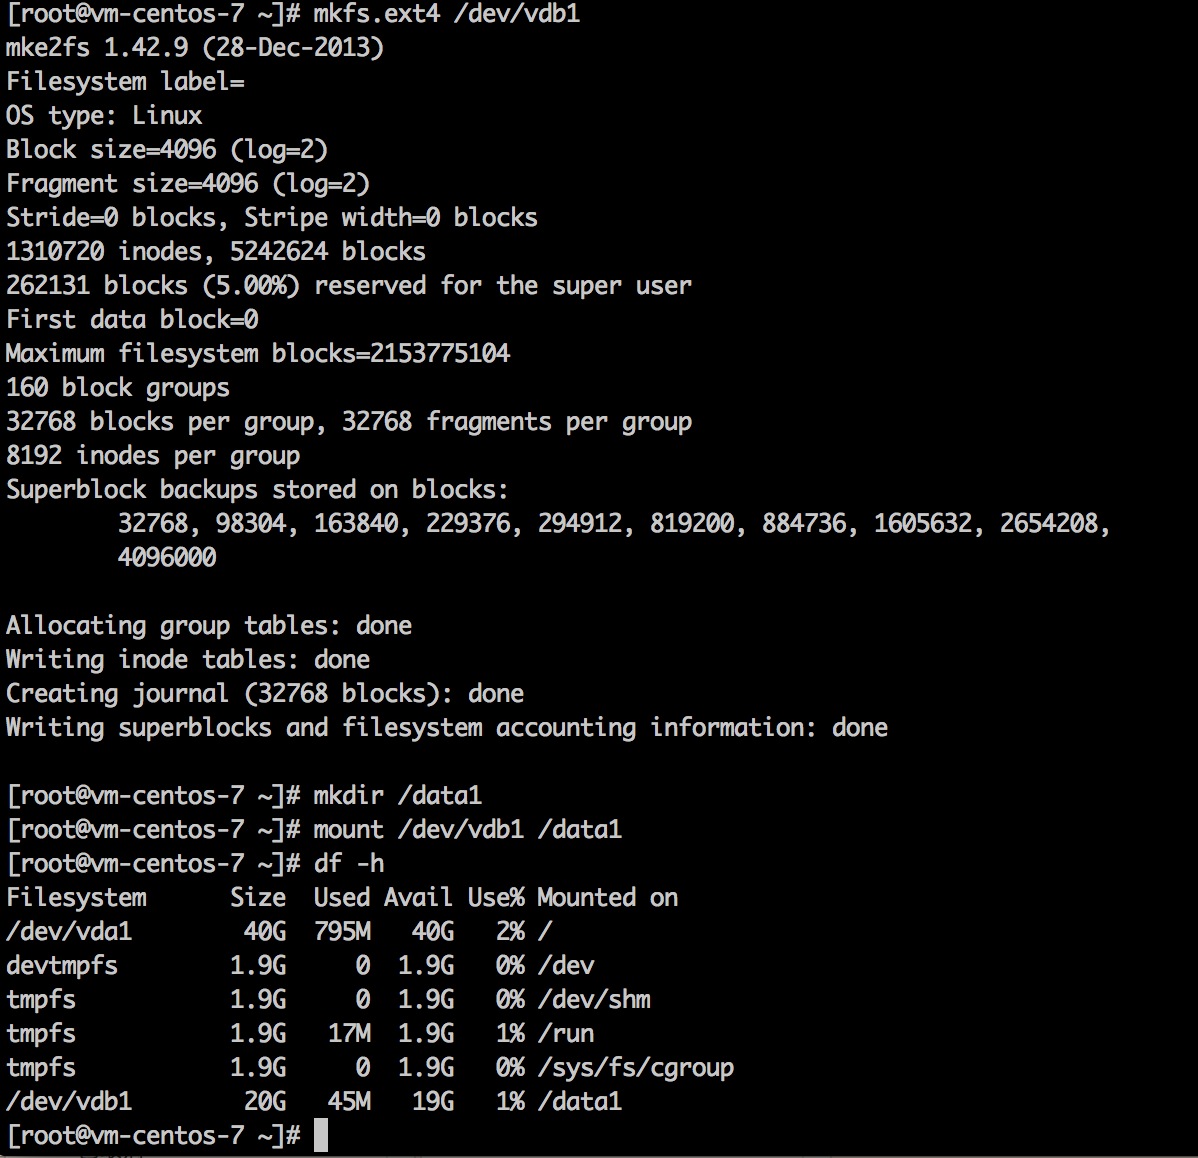 [root@vm-centos-7 ~]# mkfs.ext4 /dev/vdb1
mke2fs 1.42.9 (28-Dec-2013)
Filesystem label=
OS type: Linux
Block size=4096 (log=2)
Fragment size=4096 (log=2)
Stride=0 blocks, Stripe width=0 blocks
1310720 inodes, 5242624 blocks
262131 blocks (5.00%) reserved for the super user
First data block=0
Maximum filesystem blocks=2153775104
160 block groups
32768 blocks per group, 32768 fragments per group
8192 inodes per group
Superblock backups stored on blocks:
        32768, 98304, 163840, 229376, 294912, 819200, 884736, 1605632, 2654208,
        4096000

Allocating group tables: done
Writing inode tables: done
Creating journal (32768 blocks): done
Writing superblocks and filesystem accounting information: done

[root@vm-centos-7 ~]# mkdir /data1
[root@vm-centos-7 ~]# mount /dev/vdb1 /data1
[root@vm-centos-7 ~]# df -h
Filesystem      Size  Used Avail Use% Mounted on
/dev/vda1        40G  795M   40G   2% /
devtmpfs        1.9G     0  1.9G   0% /dev
tmpfs           1.9G     0  1.9G   0% /dev/shm
tmpfs           1.9G   17M  1.9G   1% /run
tmpfs           1.9G     0  1.9G   0% /sys/fs/cgroup
/dev/vdb1        20G   45M   19G   1% /data1
[root@vm-centos-7 ~]#